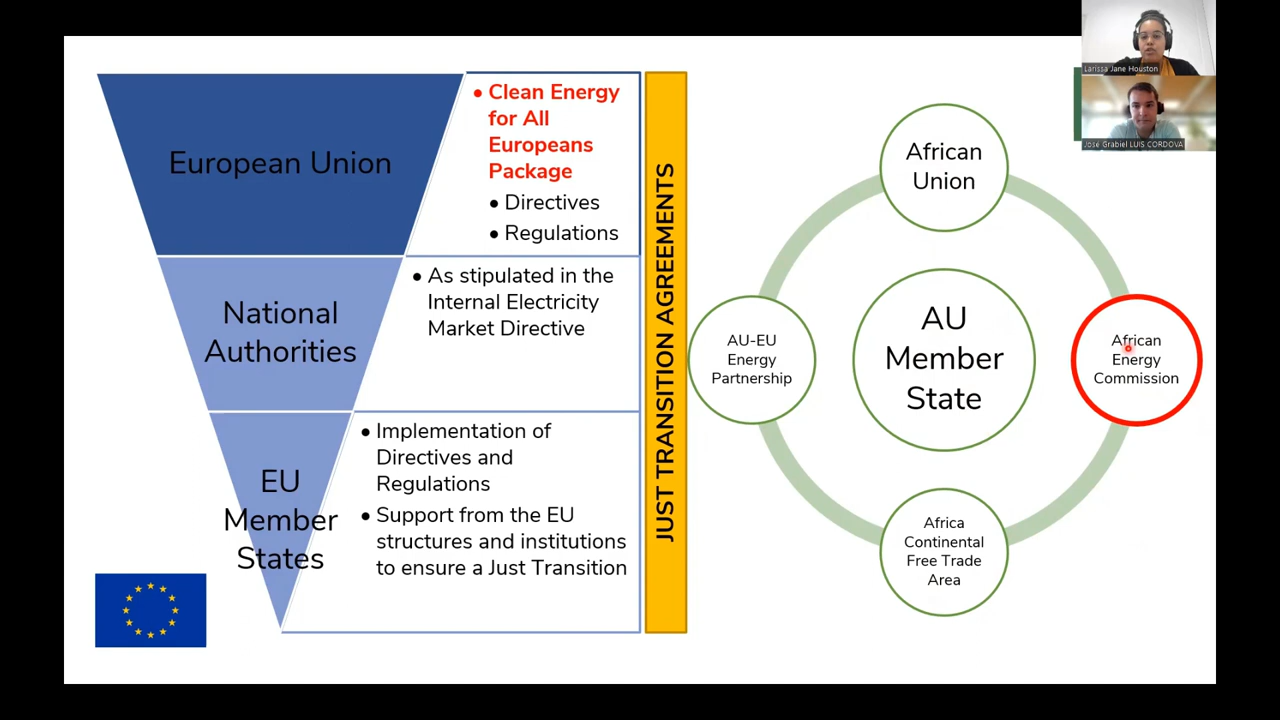 European Union
• Clean Energy
for All
Europeans
Package
• Directives
• Regulations
National
Authorities
• As stipulated in the
Internal Electricity
Market Directive
EU
Member
States
• Implementation of
Directives and
Regulations
• Support from the EU
structures and institutions
to ensure a Just Transition
JUST TRANSITION AGREEMENTS
African
Union
AU-EU
Energy
Partnership
AU
Member
State
African
Energy
Commission
Africa
Continental
Free Trade
Area
Larissa Jane Houston
José Grabiel LUIS CORDOVA